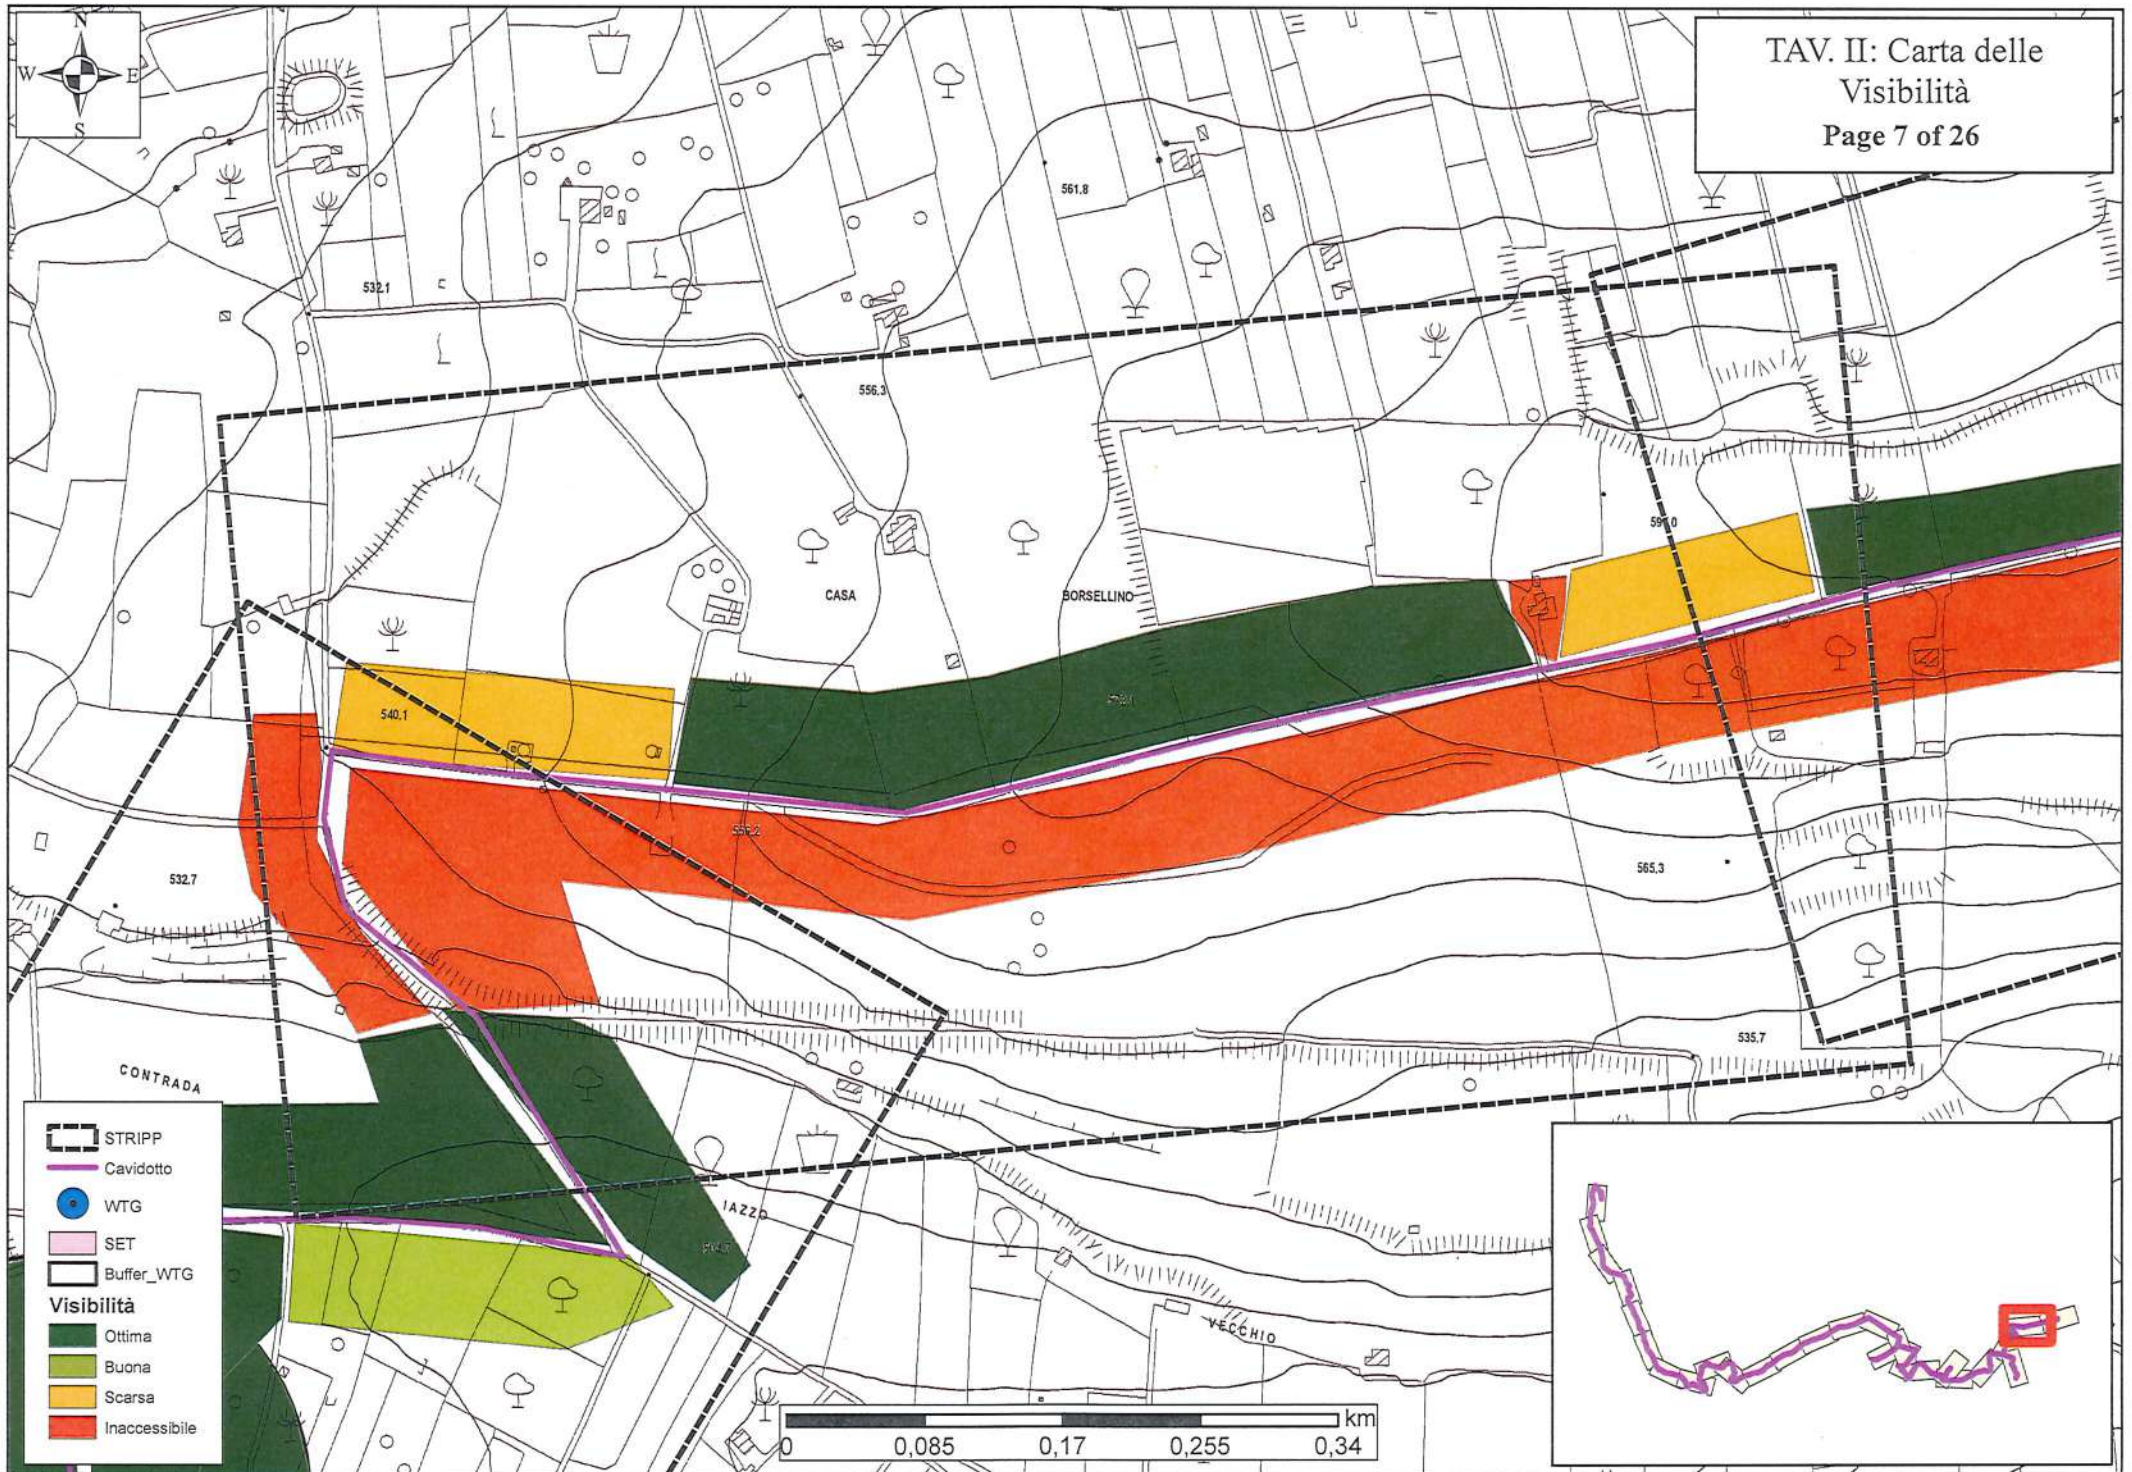 N
W E
S
TAV. II: Carta delle
Visibilità
Page 7 of 26
561.8
532.1
556.3
CASA
BORSELLINO
540.1
532.7
565.3
535.7
CONTRADA
IAZZO
VECCHIO
STRIPP
Cavidotto
WTG
SET
Buffer_WTG
Visibilità
Ottima
Buona
Scarsa
Inaccessibile
km
0 0,085 0,17 0,255 0,34